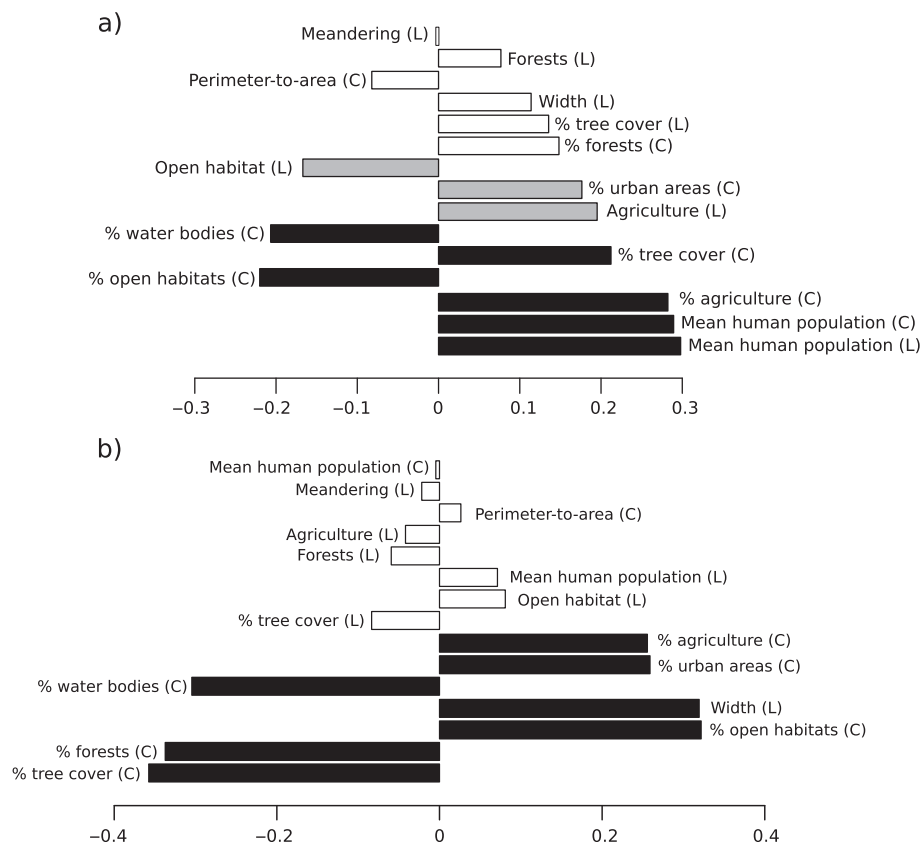 a)
Meandering (L)
Forests (L)
Perimeter-to-area (C)
Width (L)
% tree cover (L)
% forests (C)
Open habitat (L)
% urban areas (C)
Agriculture (L)
% water bodies (C)
% tree cover (C)
% open habitats (C)
% agriculture (C)
Mean human population (C)
Mean human population (L)
−0.3 −0.2 −0.1 0 0.1 0.2 0.3
b)
Mean human population (C)
Meandering (L)
Perimeter-to-area (C)
Agriculture (L)
Forests (L)
Mean human population (L)
Open habitat (L)
% tree cover (L)
% agriculture (C)
% urban areas (C)
% water bodies (C)
Width (L)
% open habitats (C)
% forests (C)
% tree cover (C)
−0.4 −0.2 0 0.2 0.4